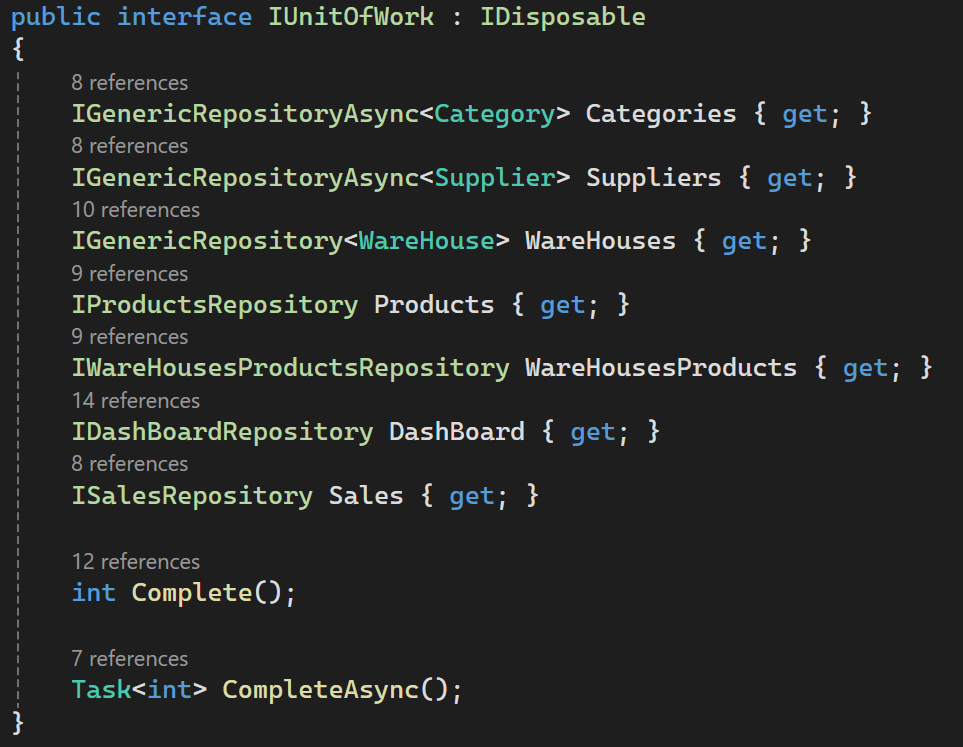 public interface IUnitOfWork : IDisposable
{
8 references
IGenericRepositoryAsync<Category> Categories { get; }
8 references
IGenericRepositoryAsync<Supplier> Suppliers { get; }
10 references
IGenericRepository<WareHouse> WareHouses { get; }
9 references
IProductsRepository Products { get; }
9 references
IWareHousesProductsRepository WareHousesProducts { get; }
14 references
IDashBoardRepository DashBoard { get; }
8 references
ISalesRepository Sales { get; }
12 references
int Complete();
7 references
Task<int> CompleteAsync();
}